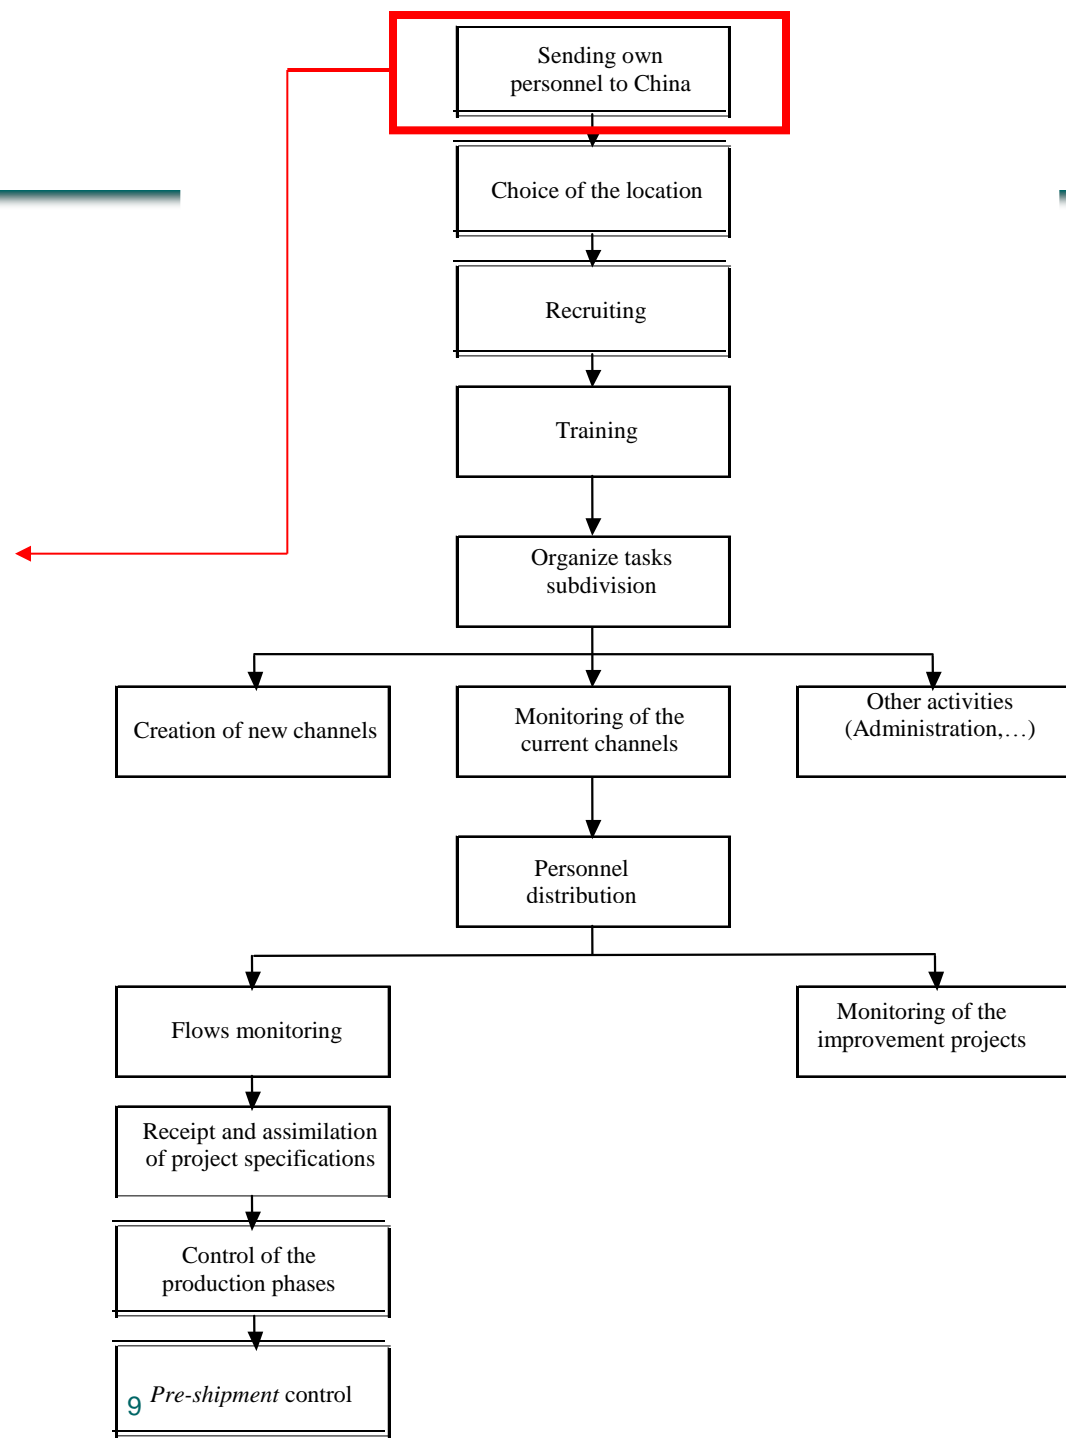 Sending own
personnel to China
Choice of the location
Recruiting
Training
Organize tasks
subdivision
Creation of new channels
Monitoring of the
current channels
Other activities
(Administration,…)
Personnel
distribution
Flows monitoring
Monitoring of the
improvement projects
Receipt and assimilation
of project specifications
Control of the
production phases
Pre-shipment control
9